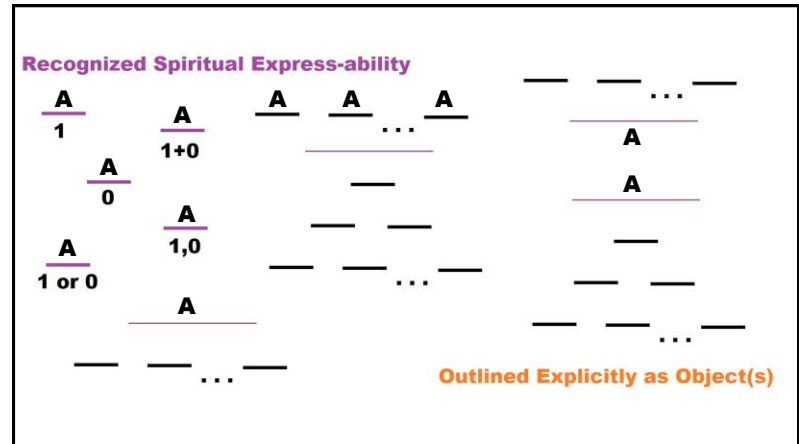 Recognized Spiritual Express-ability
A
1
A
1+0
A
0
A
1,0
A
1 or 0
A
...
A A ... A
...
...
A
A
...
Outlined Explicitly as Object(s)